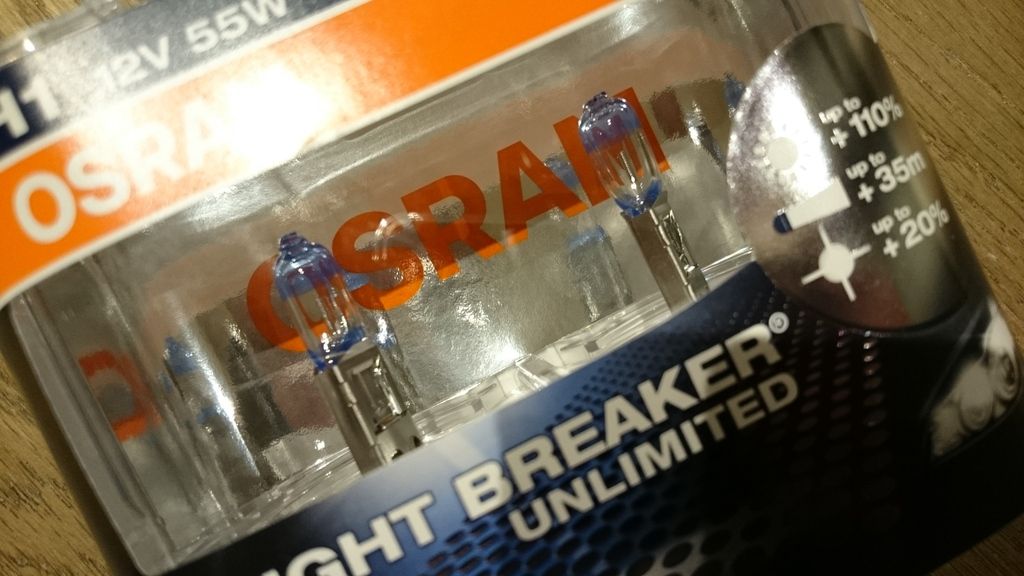 H1 12V 55W
OSRAM
OSRAM
up to
+ 110%
up to
+ 35m
up to
+ 20%
IGHT BREAKER®
UNLIMITED